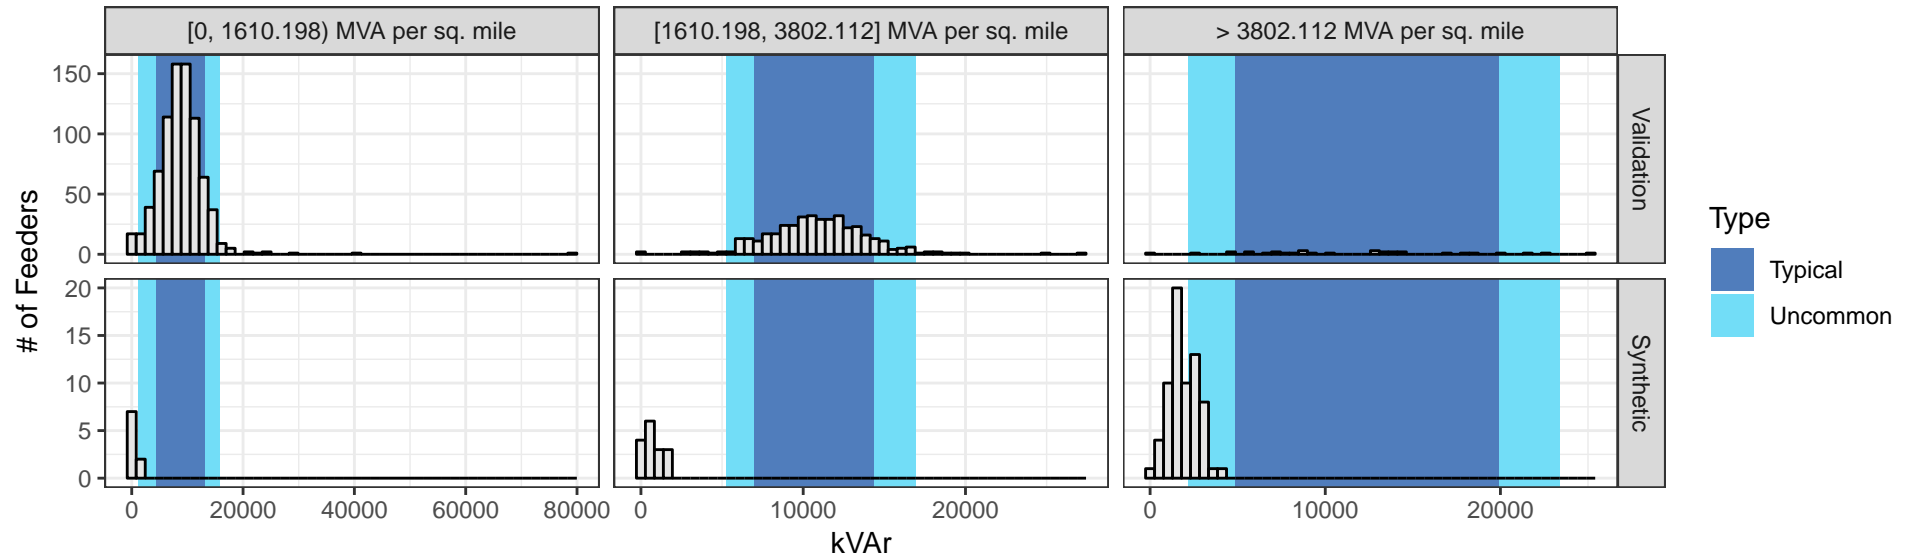 [0, 1610.198) MVA per sq. mile
[1610.198, 3802.112] MVA per sq. mile
> 3802.112 MVA per sq. mile
150
100
50
0
Validation
20
15
10
5
0
Synthetic
0 20000 40000 60000 80000
0 10000 20000
0 10000 20000
# of Feeders
kVAr
Type
Typical
Uncommon